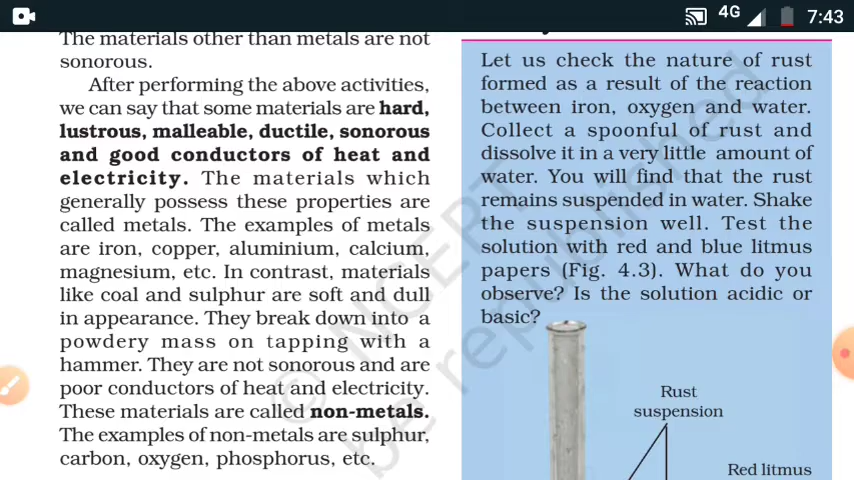 4G
7:43
The materials other than metals are not
sonorous.
After performing the above activities,
we can say that some materials are hard,
lustrous, malleable, ductile, sonorous
and good conductors of heat and
electricity. The materials which
generally possess these properties are
called metals. The examples of metals
are iron, copper, aluminium, calcium,
magnesium, etc. In contrast, materials
like coal and sulphur are soft and dull
in appearance. They break down into a
powdery mass on tapping with a
hammer. They are not sonorous and are
poor conductors of heat and electricity.
These materials are called non-metals.
The examples of non-metals are sulphur,
carbon, oxygen, phosphorus, etc.
Let us check the nature of rust
formed as a result of the reaction
between iron, oxygen and water.
Collect a spoonful of rust and
dissolve it in a very little amount of
water. You will find that the rust
remains suspended in water. Shake
the suspension well. Test the
solution with red and blue litmus
papers (Fig. 4.3). What do you
observe? Is the solution acidic or
basic?
Rust
suspension
Red litmus
© NCERT
be republished